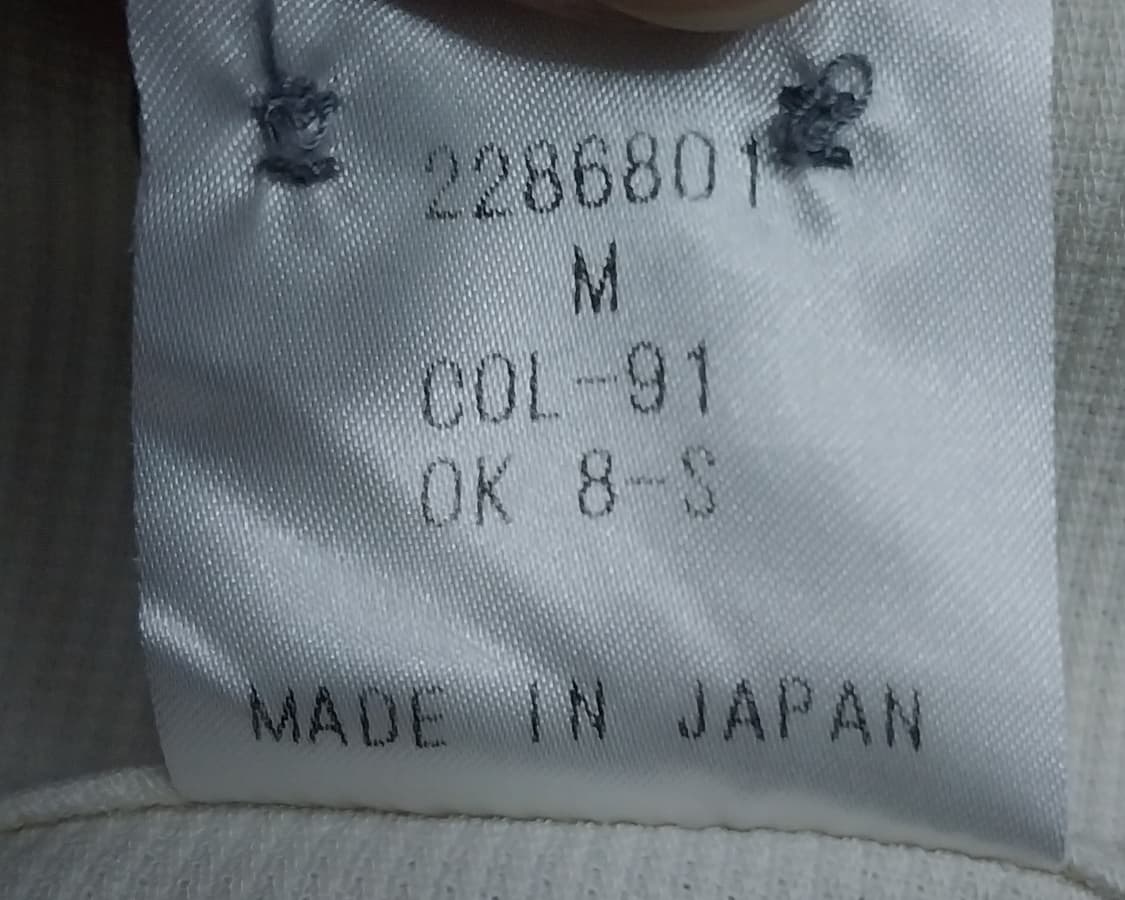 2286801
M
COL-91
OK 8-S
MADE IN JAPAN